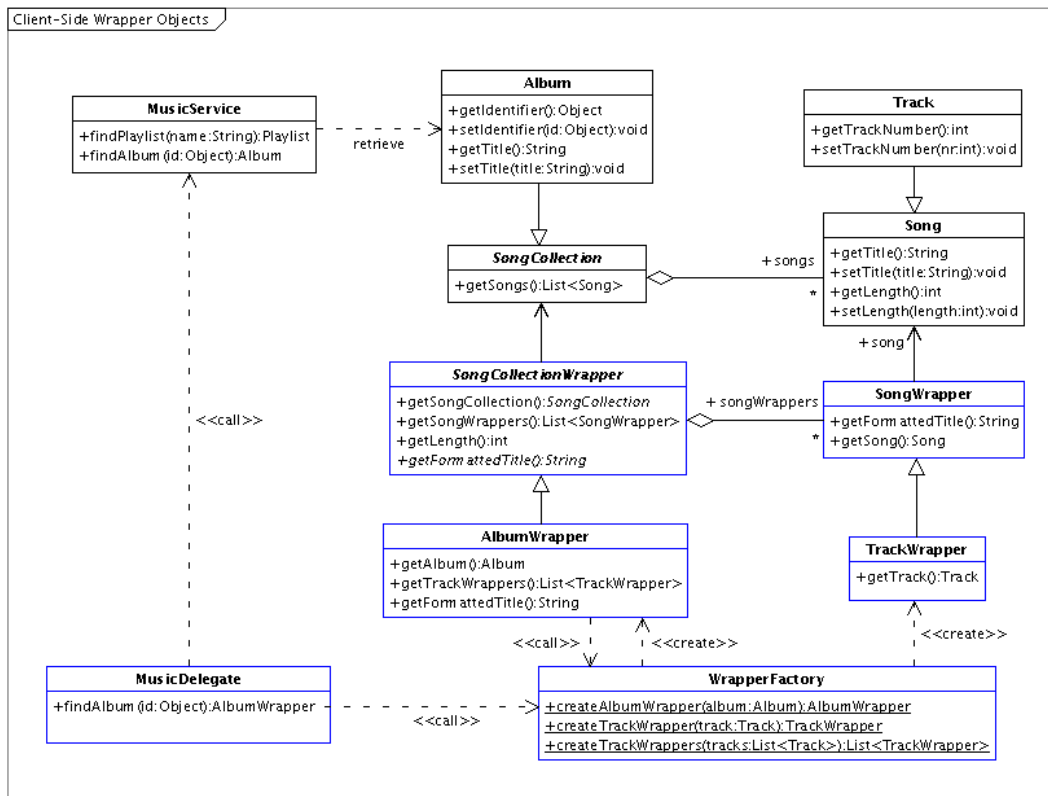 Client-Side Wrapper Objects
MusicService
+findPlaylist(name:String):Playlist
+findAlbum(id:Object):Album
retrieve
Album
+getIdentifier():Object
+setIdentifier(id:Object):void
+getTitle():String
+setTitle(title:String):void
Track
+getTrackNumber():int
+setTrackNumber(nr:int):void
SongCollection
+getSongs():List<Song>
+songs
*
Song
+getTitle():String
+setTitle(title:String):void
+getLength():int
+setLength(length:int):void
+song
<<call>>
SongCollectionWrapper
+getSongCollection():SongCollection
+getSongWrappers():List<SongWrapper>
+getLength():int
+getFormattedTitle():String
+songWrappers
*
SongWrapper
+getFormattedTitle():String
+getSong():Song
AlbumWrapper
+getAlbum():Album
+getTrackWrappers():List<TrackWrapper>
+getFormattedTitle():String
TrackWrapper
+getTrack():Track
<<call>>
<<create>>
<<create>>
MusicDelegate
+findAlbum(id:Object):AlbumWrapper
<<call>>
WrapperFactory
+createAlbumWrapper(album:Album):AlbumWrapper
+createTrackWrapper(track:Track):TrackWrapper
+createTrackWrappers(tracks:List<Track>):List<TrackWrapper>